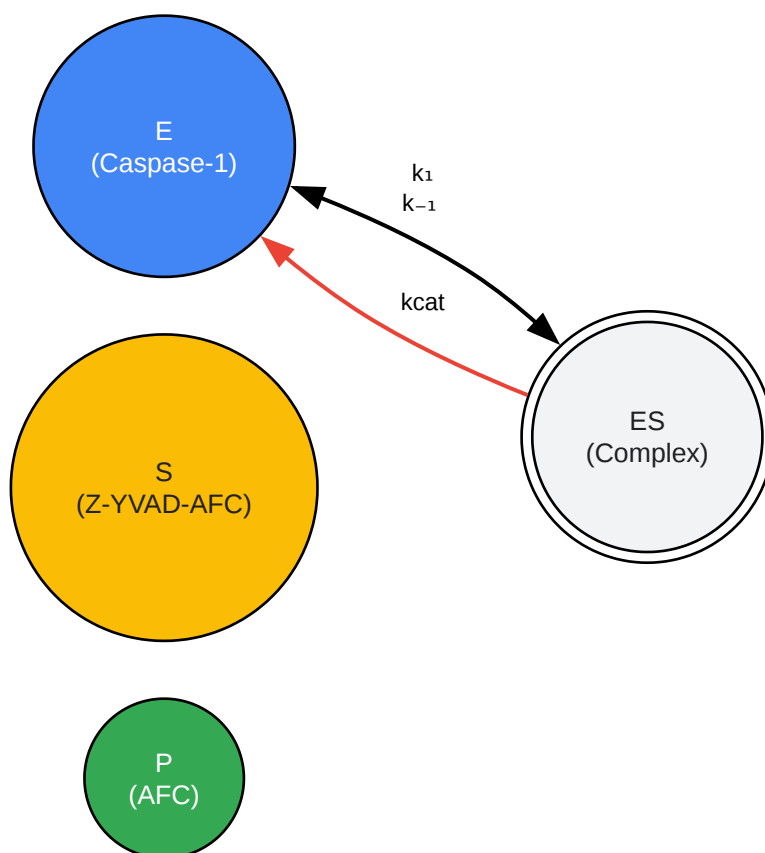 E
(Caspase-1)
k₁
k₋₁
kcat
ES
(Complex)
S
(Z-YVAD-AFC)
P
(AFC)